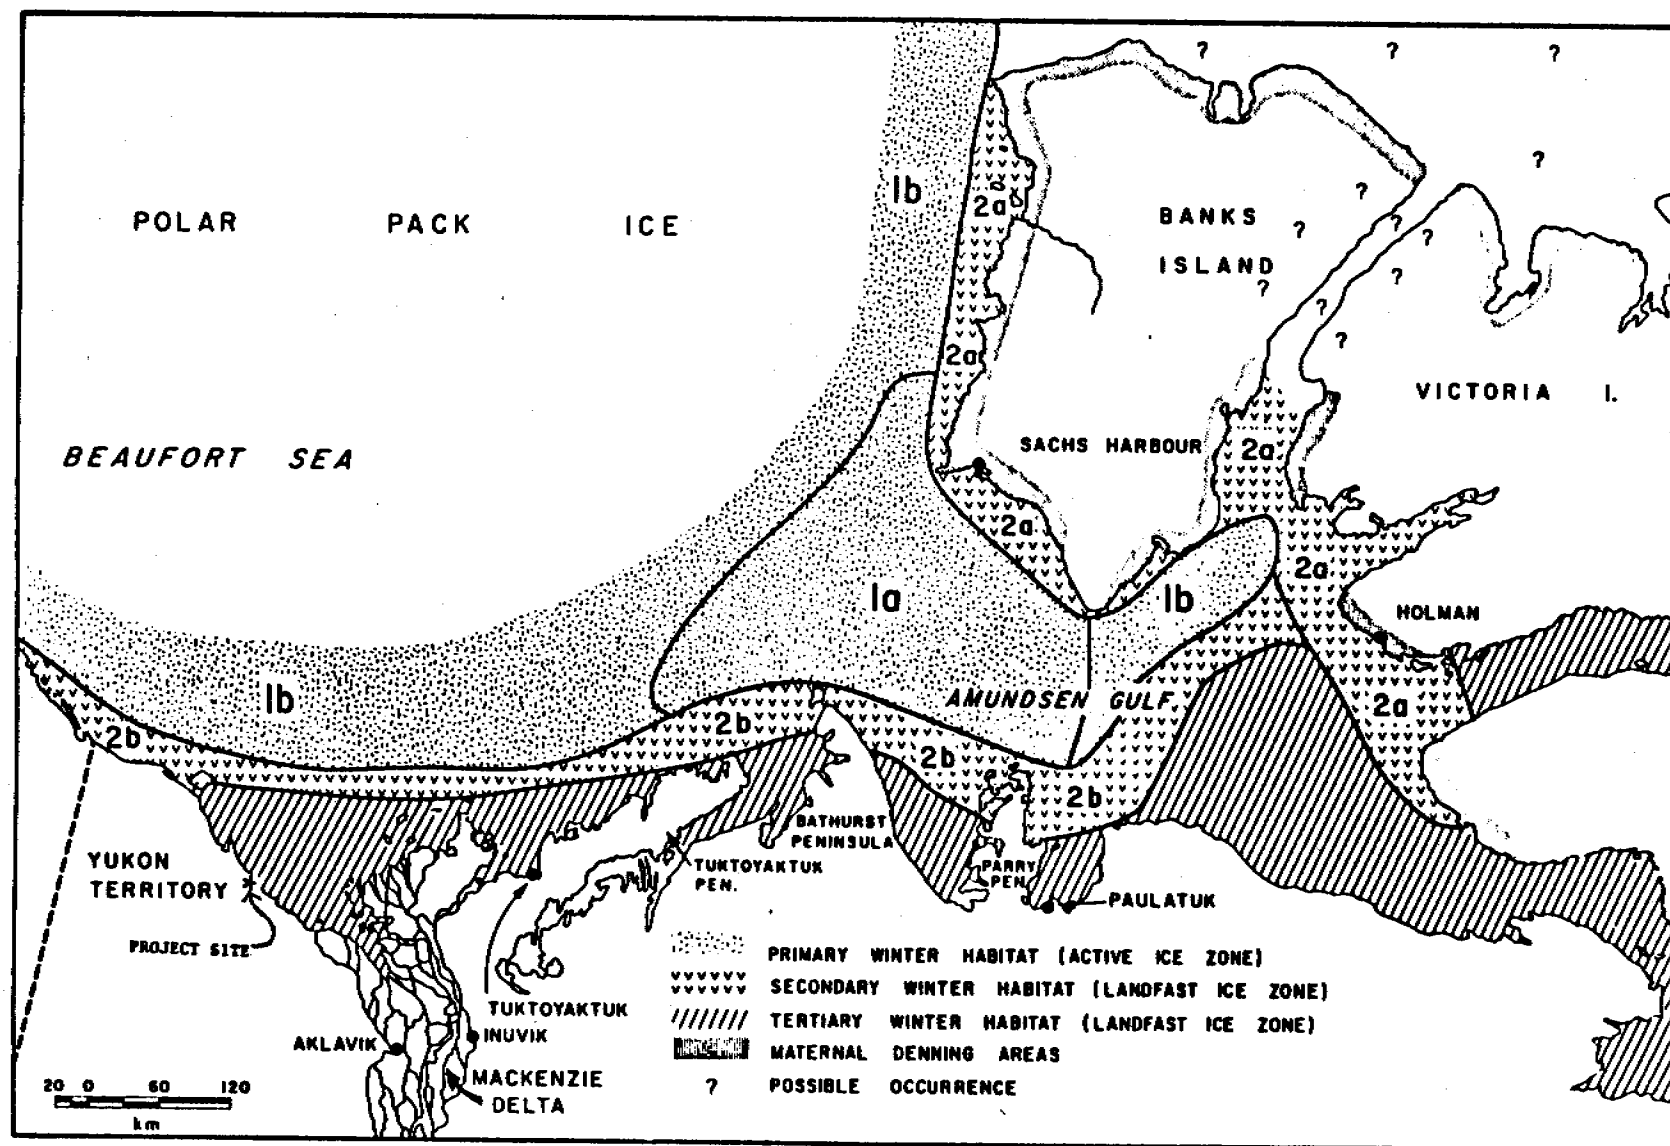 ?
?
?
?
1b
2a
?
BANKS
POLAR PACK ICE
?
?
?
ISLAND
?
?
?
2a
?
VICTORIA I.
BEAUFORT SEA
SACHS HARBOUR
2a
2a
2a
1a
1b
HOLMAN
1b
AMUNDSEN GULF.
2a
2b
2b
2b
2b
BATHURST
PENINSULA
YUKON
TERRITORY
TUKTOYAKTUK
PEN.
PARRY
PEN.
PAULATUK
PROJECT SITE
PRIMARY WINTER HABITAT (ACTIVE ICE ZONE)
SECONDARY WINTER HABITAT (LANDFAST ICE ZONE)
TUKTOYAKTUK
TERTIARY WINTER HABITAT (LANDFAST ICE ZONE)
INUVIK
AKLAVIK
MATERNAL DENNING AREAS
MACKENZIE
DELTA
? POSSIBLE OCCURRENCE
20 0 60 120
km